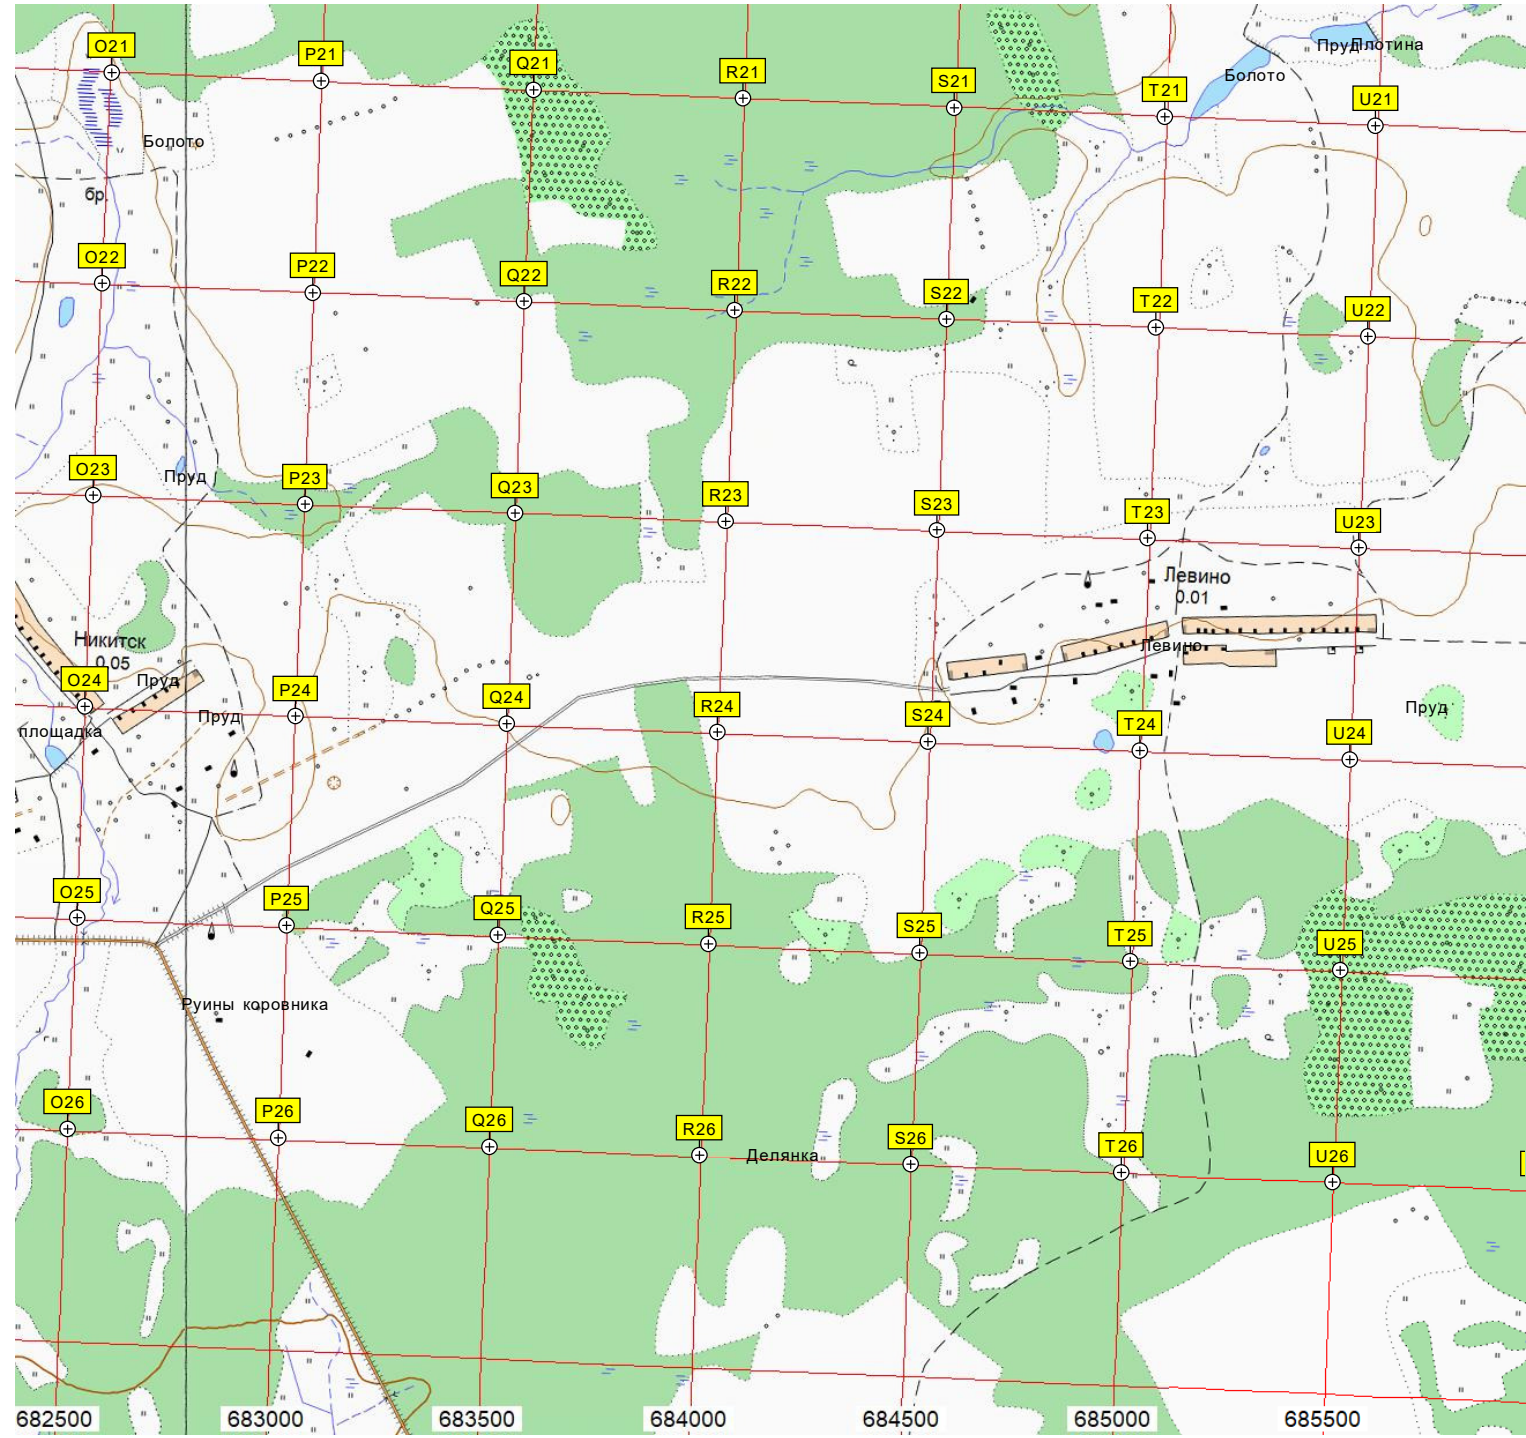 O21
P21
Q21
R21
S21
T21
U21
Пруд
Плотина
Болото
Болото
бр.
O22
P22
Q22
R22
S22
T22
U22
O23
Пруд
P23
Q23
R23
S23
T23
U23
Левино
0.01
Никитск
0.05
Левино
O24
Пруд
P24
Q24
R24
S24
T24
U24
Пруд
Пруд
площадка
O25
P25
Q25
R25
S25
T25
U25
Руины коровника
O26
P26
Q26
R26
S26
T26
U26
Делянка
682500
683000
683500
684000
684500
685000
685500